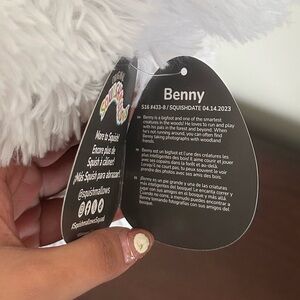 ORIGINAL
Squishmallows
More to Squish!
Encore plus de
Squish à câliner!
¡Más Squish para abrazar!
@squishmallows
#SquishmallowsSquad
Benny
S16 #433-8 / SQUISHDATE 04.14.2023
Benny is a bigfoot and one of the smartest
creatures in the woods! He loves to run and play
with his pals in the forest and beyond. When
he's not running around, you can often find
Benny taking photographs with woodland
friends.
Benny est un bigfoot et l'une des créatures les
plus intelligentes des bois! Il aime courir et jouer
avec ses copains dans la forêt et au-delà.
Lorsqu'il ne court pas, tu peux souvent le voir
prendre des photos avec ses amis des bois.
¡Benny es un pie grande y una de las criaturas
más inteligentes del bosque! Le encanta correr y
jugar con sus amigos en el bosque y más allá.
Cuando no corre, a menudo puedes encontrar a
Benny tomando fotografías con sus amigos del
bosque.